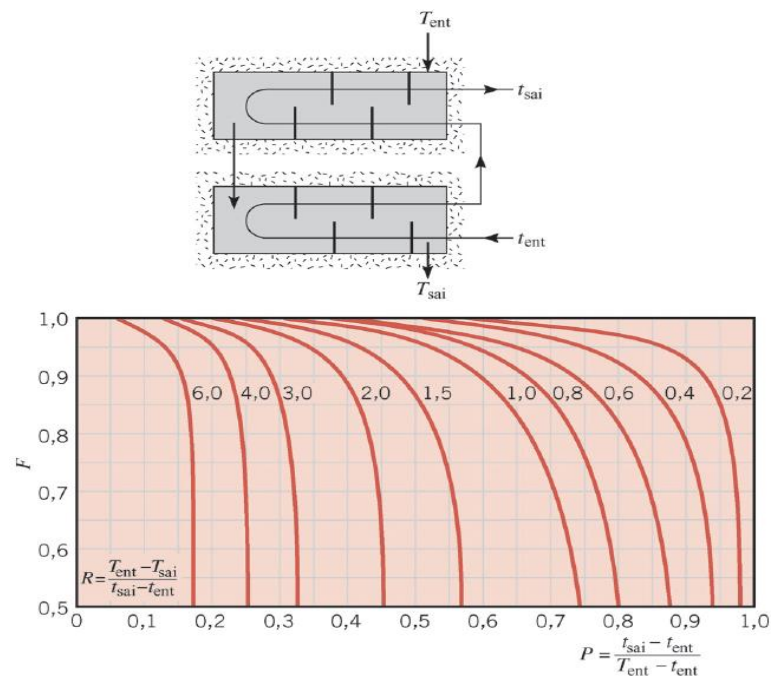 T_ent
t_sai
t_ent
T_sai
1,0
0,9
0,8
0,7
0,6
0,5
F
6,0 4,0 3,0 2,0 1,5 1,0 0,8 0,6 0,4 0,2
R = (T_ent – T_sai) / (t_sai – t_ent)
0 0,1 0,2 0,3 0,4 0,5 0,6 0,7 0,8 0,9 1,0
P = (t_sai – t_ent) / (T_ent – t_ent)